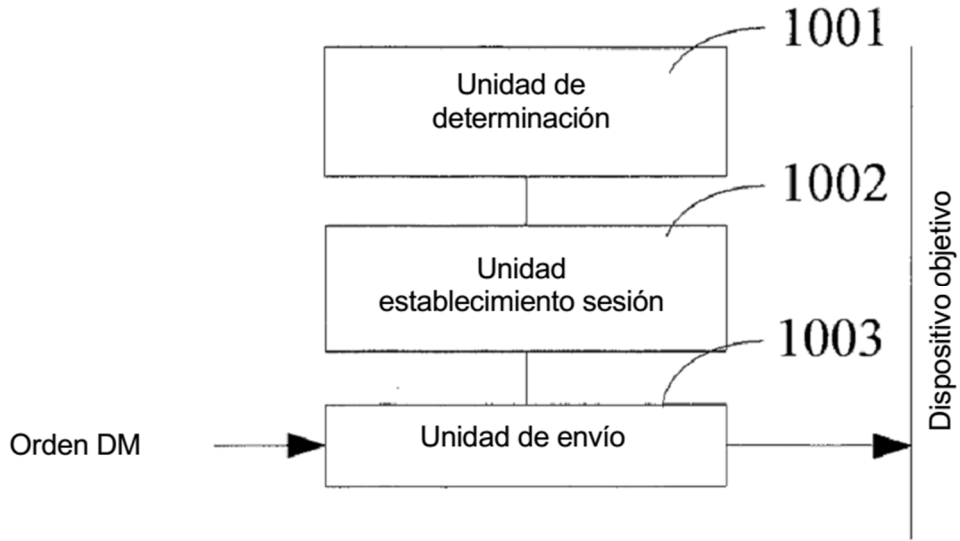 1001
Unidad de
determinación
1002
Unidad
establecimiento sesión
1003
Unidad de envío
Orden DM
Dispositivo objetivo